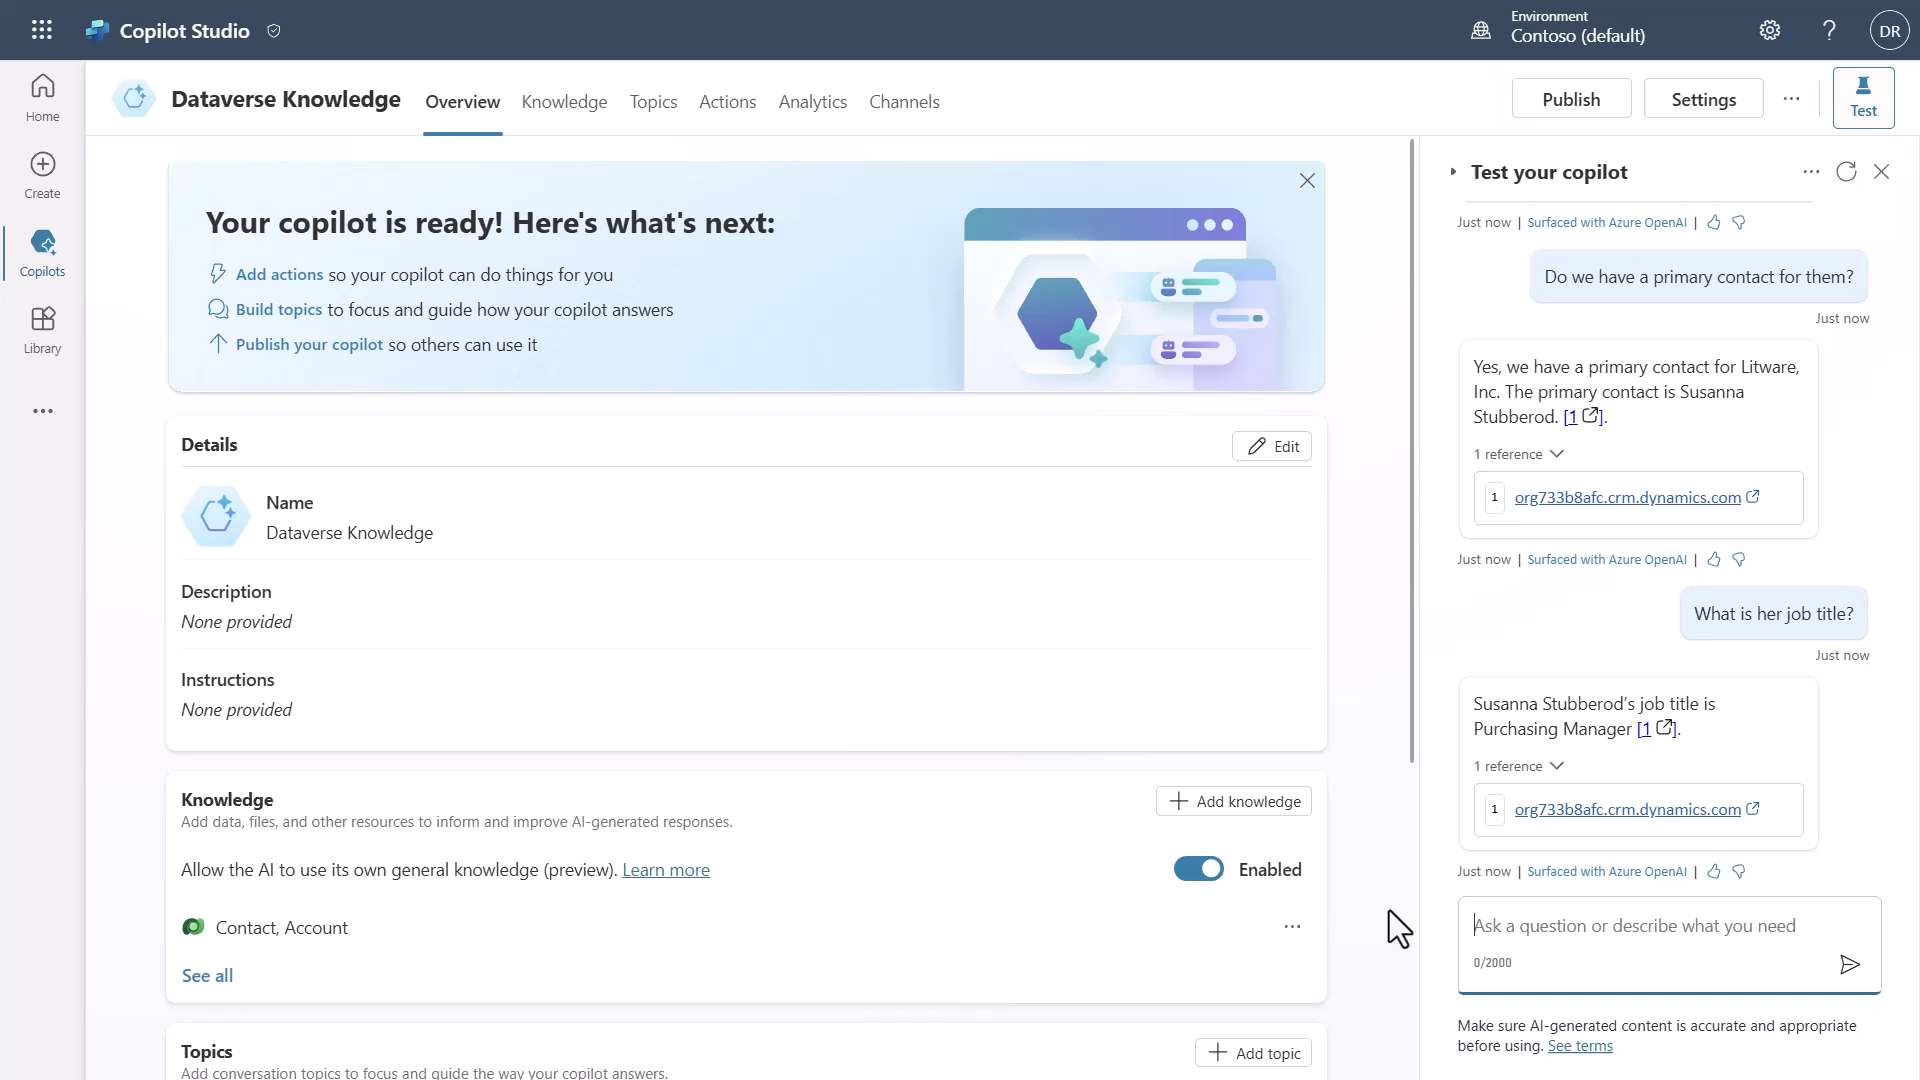 Copilot Studio
Environment
Contoso (default)
?
DR
Home
Create
Copilots
Library
Dataverse Knowledge
Overview
Knowledge
Topics
Actions
Analytics
Channels
Publish
Settings
Test
Your copilot is ready! Here's what's next:
Add actions so your copilot can do things for you
Build topics to focus and guide how your copilot answers
Publish your copilot so others can use it
Details
Edit
Name
Dataverse Knowledge
Description
None provided
Instructions
None provided
Knowledge
Add knowledge
Add data, files, and other resources to inform and improve AI-generated responses.
Allow the AI to use its own general knowledge (preview). Learn more
Enabled
Contact, Account
See all
Topics
Add topic
Add conversation topics to focus and guide the way your copilot answers.
Test your copilot
Just now | Surfaced with Azure OpenAI |
Do we have a primary contact for them?
Just now
Yes, we have a primary contact for Litware,
Inc. The primary contact is Susanna
Stubberod. [1].
1 reference
1 org733b8afc.crm.dynamics.com
Just now | Surfaced with Azure OpenAI |
What is her job title?
Just now
Susanna Stubberod's job title is
Purchasing Manager [1].
1 reference
1 org733b8afc.crm.dynamics.com
Just now | Surfaced with Azure OpenAI |
Ask a question or describe what you need
0/2000
Make sure AI-generated content is accurate and appropriate
before using. See terms